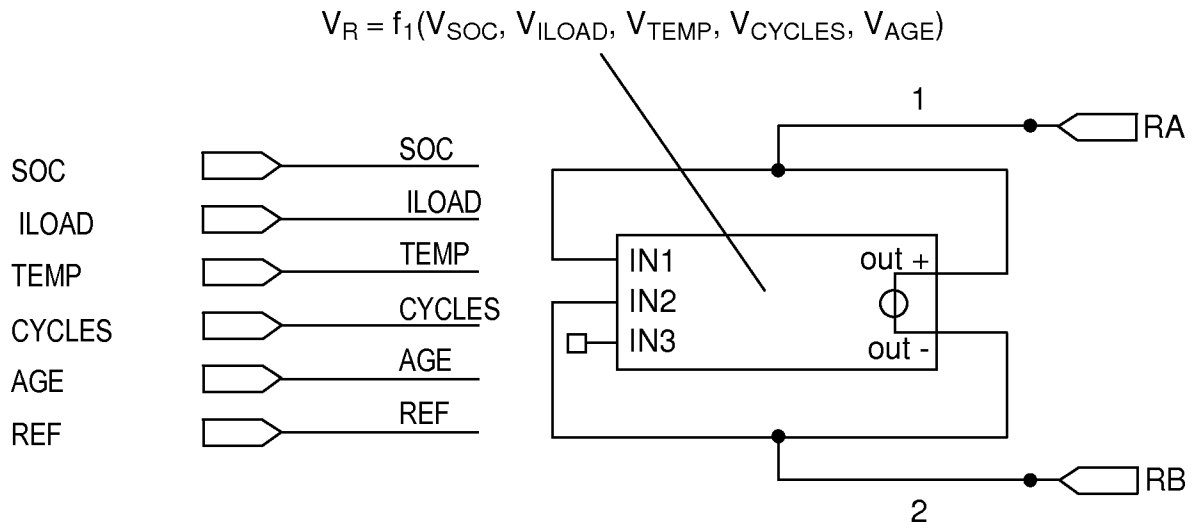 V_R = f_1(V_SOC, V_ILOAD, V_TEMP, V_CYCLES, V_AGE)
1
RA
SOC
SOC
ILOAD
ILOAD
TEMP
TEMP
CYCLES
CYCLES
AGE
AGE
REF
REF
IN1
out +
IN2
IN3
out -
RB
2